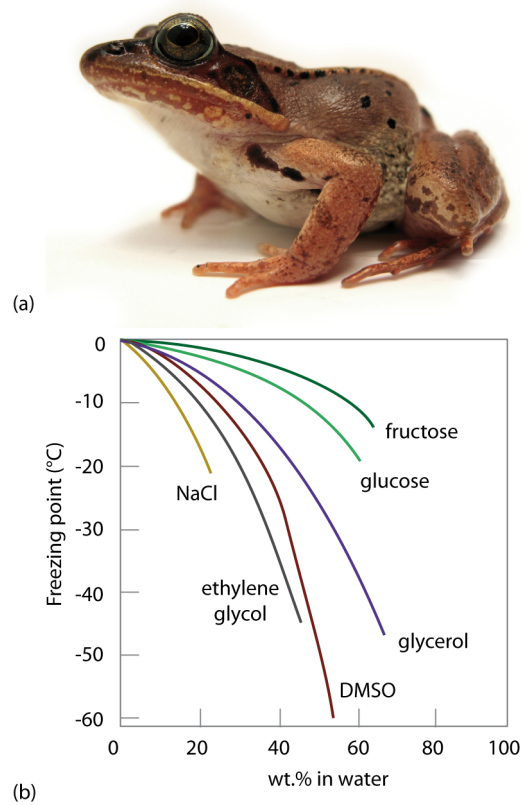 (a)
0
-10
-20
-30
-40
-50
-60
Freezing point (°C)
fructose
glucose
NaCl
ethylene
glycol
glycerol
DMSO
0 20 40 60 80 100
wt.% in water
(b)